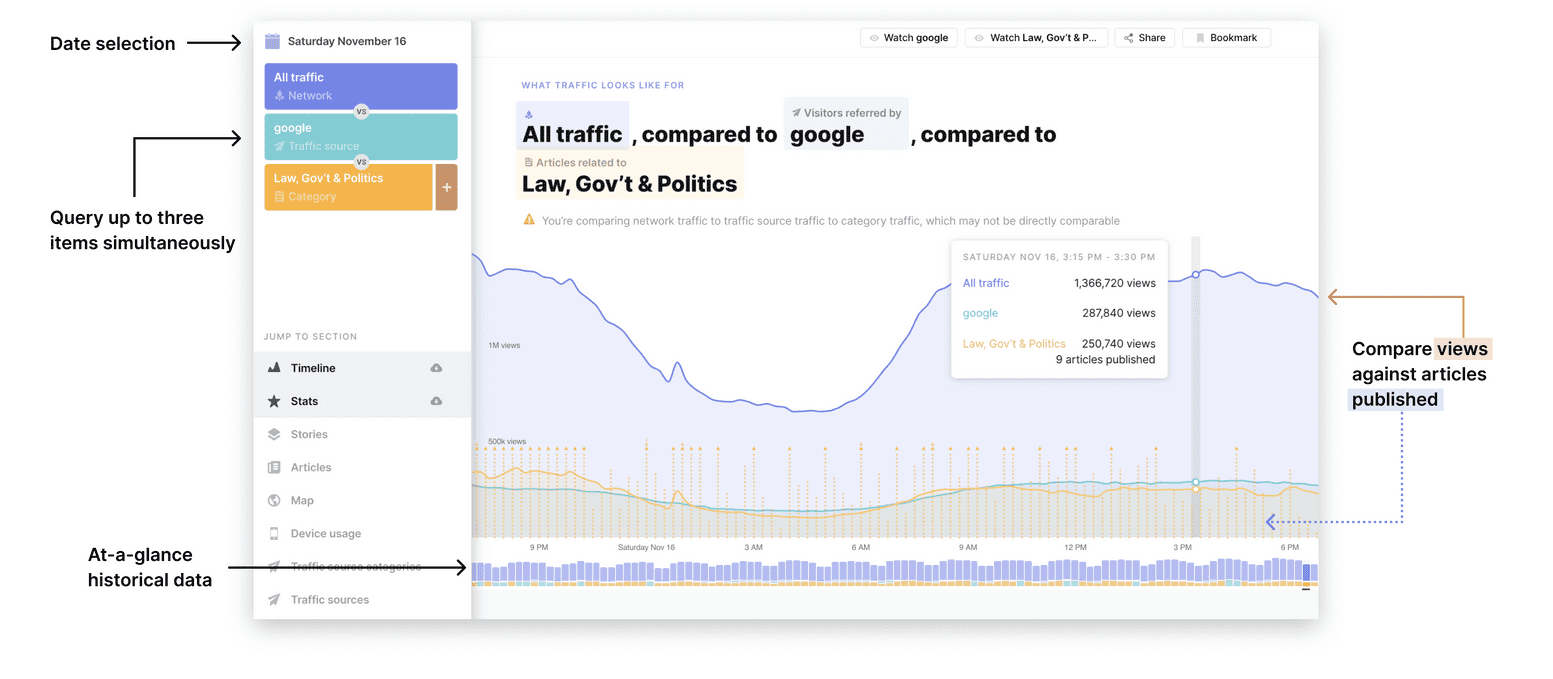 Date selection
Query up to three
items simultaneously
At-a-glance
historical data
Saturday November 16
All traffic
Network
VS
google
Traffic source
VS
Law, Gov't & Politics
Category
+
JUMP TO SECTION
Timeline
Stats
Stories
Articles
Map
Device usage
Traffic source categories
Traffic sources
Watch google
Watch Law, Gov't & P...
Share
Bookmark
WHAT TRAFFIC LOOKS LIKE FOR
Visitors referred by
All traffic , compared to google , compared to
Articles related to
Law, Gov't & Politics
You're comparing network traffic to traffic source traffic to category traffic, which may not be directly comparable
SATURDAY NOV 16, 3:15 PM - 3:30 PM
All traffic 1,366,720 views
google 287,840 views
Law, Gov't & Politics 250,740 views
9 articles published
1M views
500k views
9 PM Saturday Nov 16 3 AM 6 AM 9 AM 12 PM 3 PM 6 PM
Compare views
against articles
published